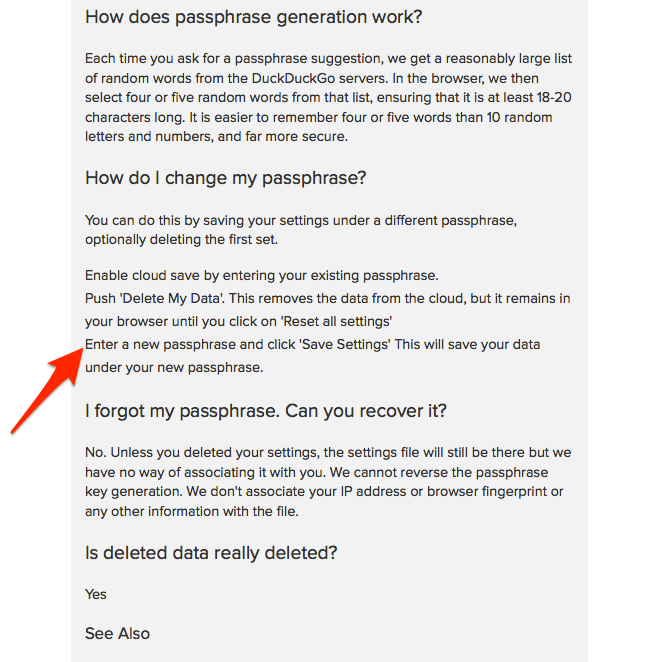 How does passphrase generation work?
Each time you ask for a passphrase suggestion, we get a reasonably large list
of random words from the DuckDuckGo servers. In the browser, we then
select four or five random words from that list, ensuring that it is at least 18-20
characters long. It is easier to remember four or five words than 10 random
letters and numbers, and far more secure.
How do I change my passphrase?
You can do this by saving your settings under a different passphrase,
optionally deleting the first set.
Enable cloud save by entering your existing passphrase.
Push 'Delete My Data'. This removes the data from the cloud, but it remains in
your browser until you click on 'Reset all settings'
Enter a new passphrase and click 'Save Settings' This will save your data
under your new passphrase.
I forgot my passphrase. Can you recover it?
No. Unless you deleted your settings, the settings file will still be there but we
have no way of associating it with you. We cannot reverse the passphrase
key generation. We don't associate your IP address or browser fingerprint or
any other information with the file.
Is deleted data really deleted?
Yes
See Also